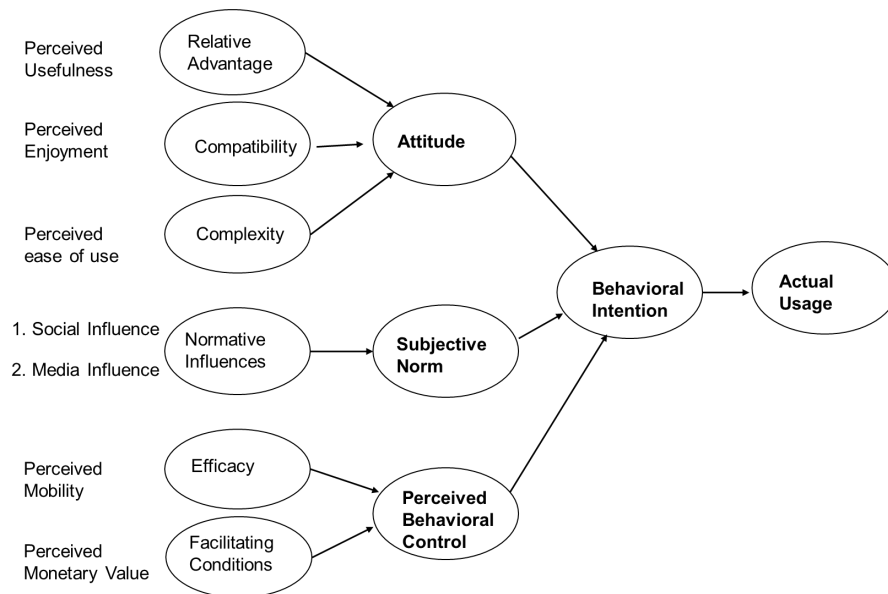 Perceived
Usefulness
Relative
Advantage
Perceived
Enjoyment
Compatibility
Attitude
Perceived
ease of use
Complexity
Behavioral
Intention
Actual
Usage
1. Social Influence
2. Media Influence
Normative
Influences
Subjective
Norm
Perceived
Mobility
Efficacy
Perceived
Behavioral
Control
Perceived
Monetary Value
Facilitating
Conditions